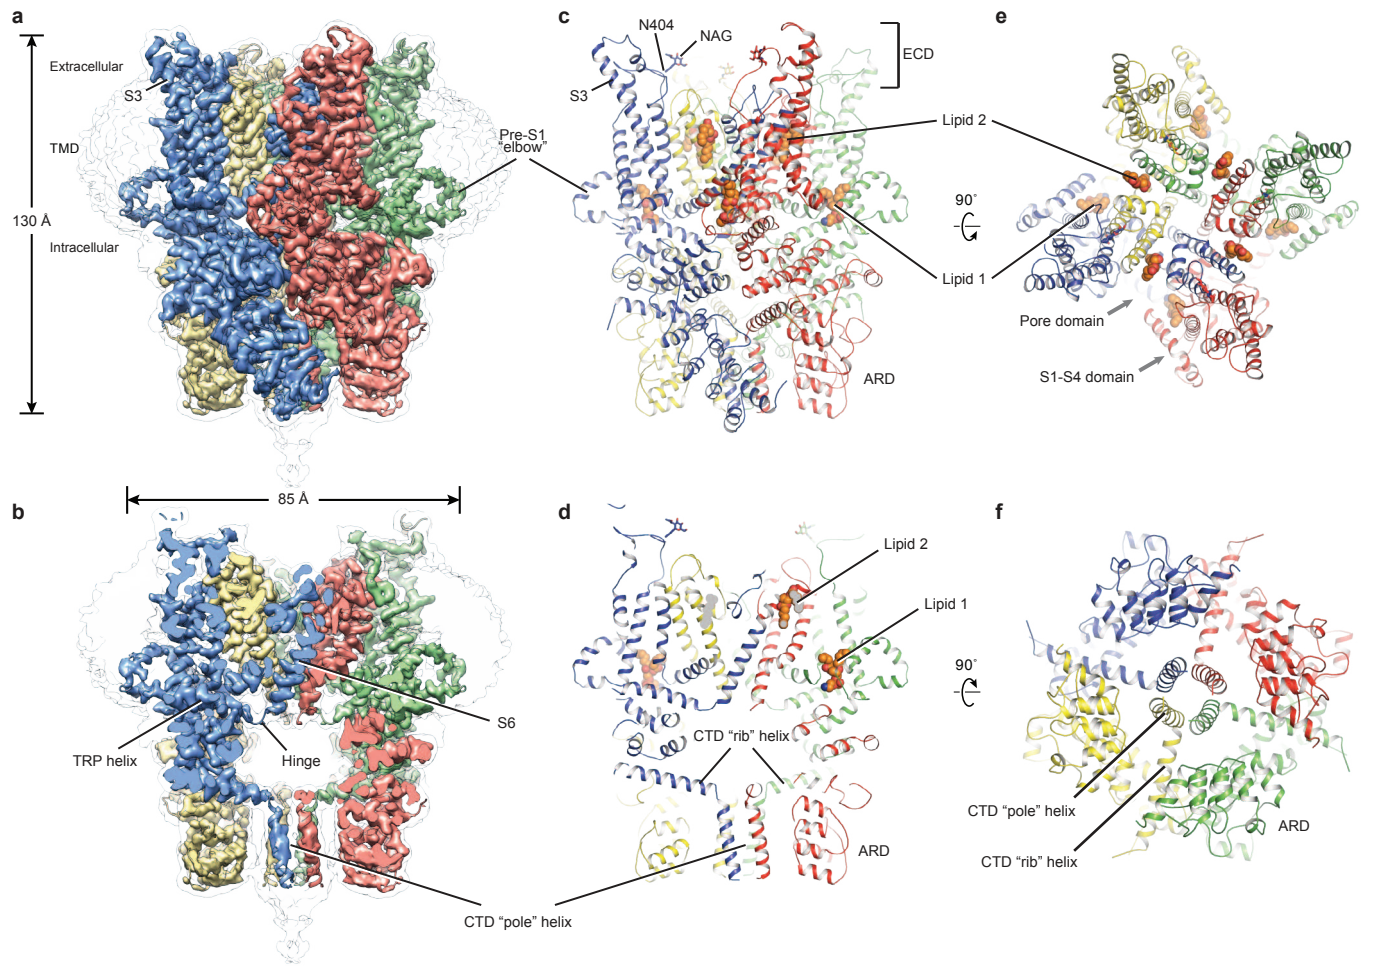 a
Extracellular
S3
TMD
130 Å
Intracellular
Pre-S1
"elbow"
85 Å
b
TRP helix
Hinge
S6
CTD “pole” helix
c
N404
NAG
S3
ECD
Lipid 2
Lipid 1
ARD
d
Lipid 2
Lipid 1
CTD “rib” helix
ARD
e
90°
Pore domain
S1-S4 domain
f
90°
CTD “pole” helix
CTD “rib” helix
ARD